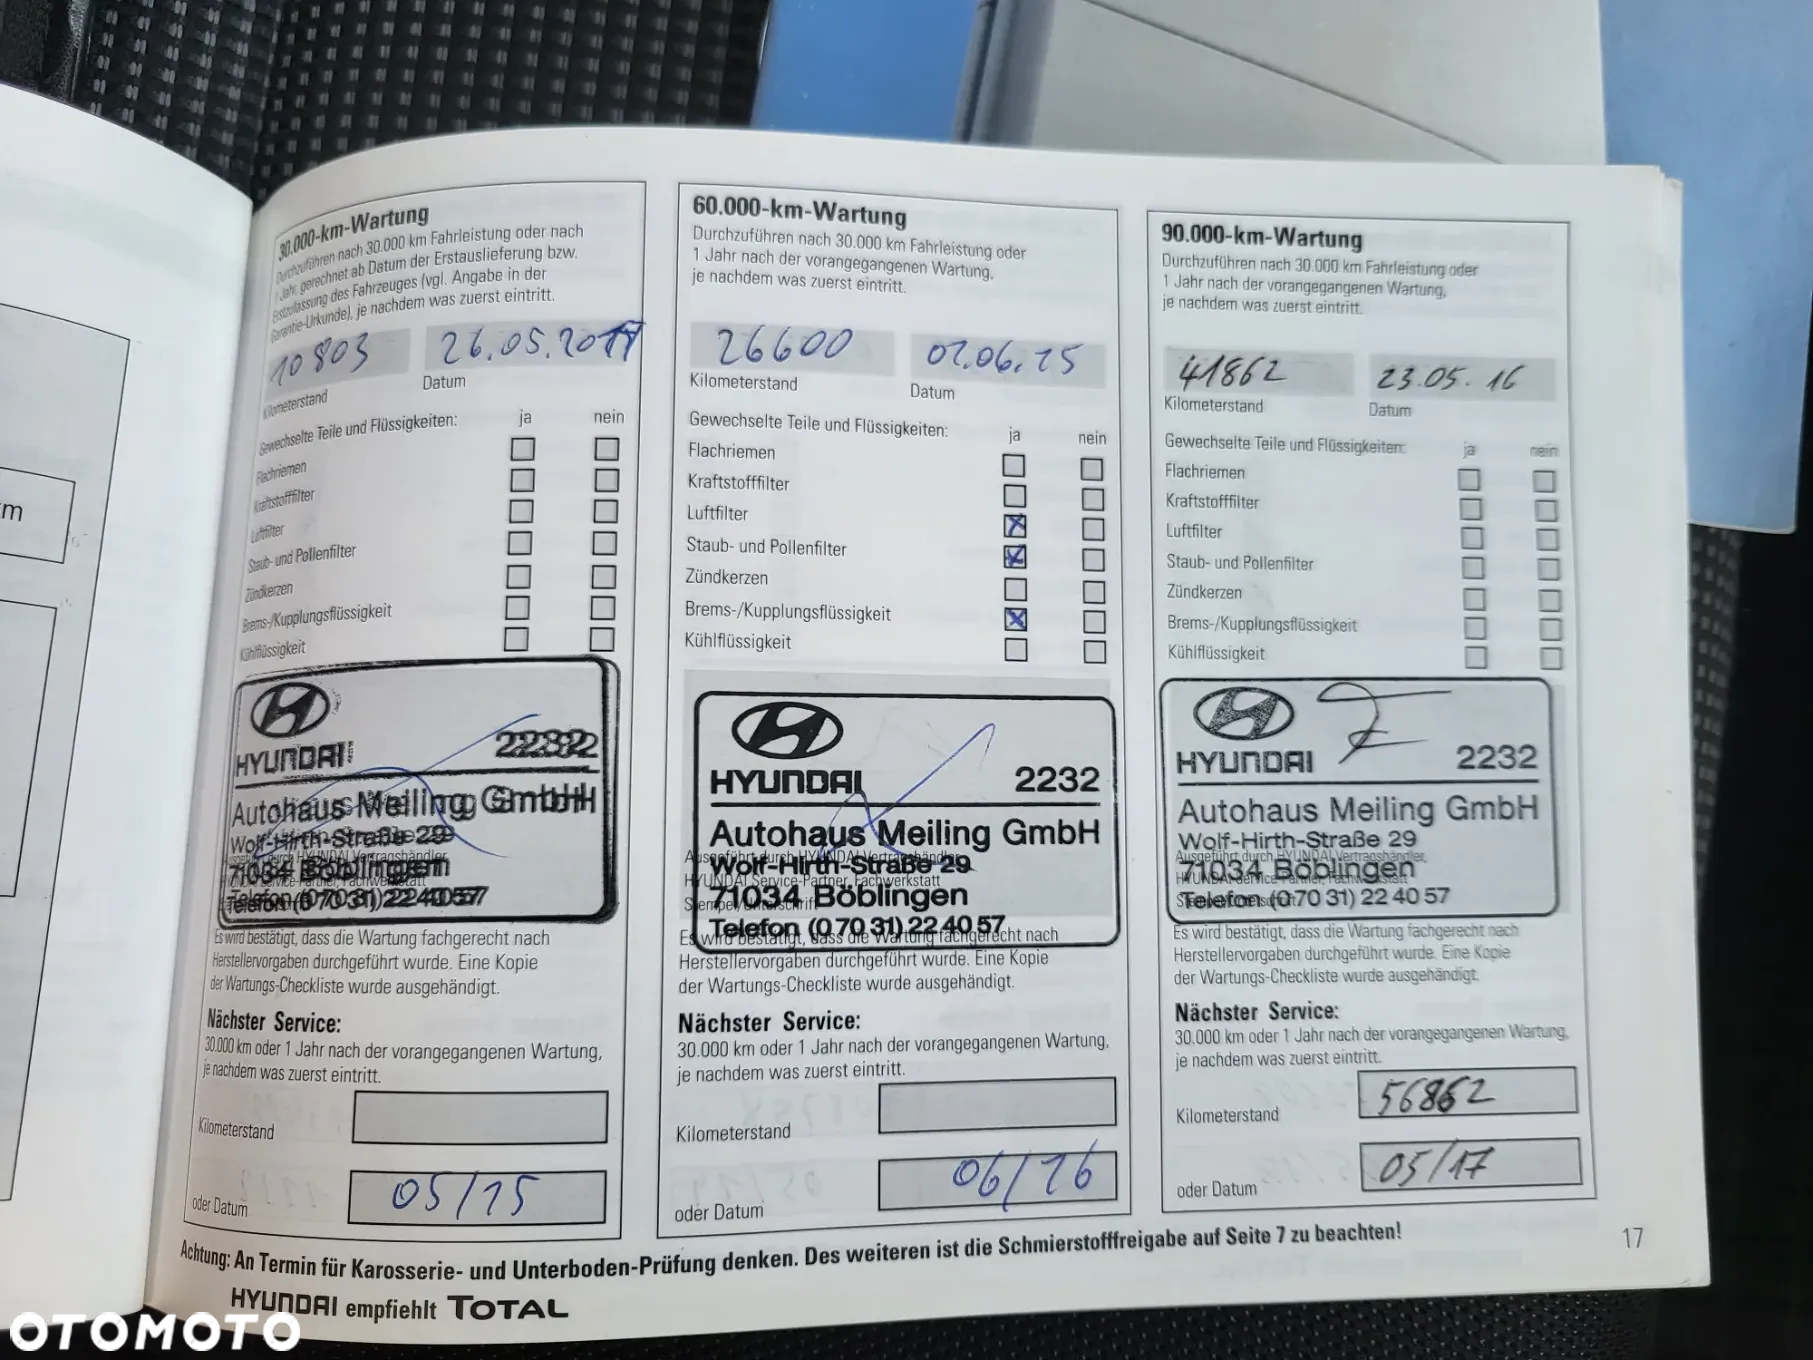 m
30.000-km-Wartung
Durchzuführen nach 30.000 km Fahrleistung oder nach
1 Jahr, gerechnet ab Datum der Erstauslieferung bzw.
Erstzulassung des Fahrzeuges (vgl. Angabe in der
Garantie-Urkunde), je nachdem was zuerst eintritt.
10803
26.05.2014
Kilometerstand
Datum
Gewechselte Teile und Flüssigkeiten:
ja
nein
Flachriemen
Kraftstofffilter
Luftfilter
Staub- und Pollenfilter
Zündkerzen
Brems-/Kupplungsflüssigkeit
Kühlflüssigkeit
HYUNDAI
2232
Autohaus Meiling GmbH
Wolf-Hirth-Straße 29
71034 Böblingen
Telefon (0 70 31) 22 40 57
Es wird bestätigt, dass die Wartung fachgerecht nach
Herstellervorgaben durchgeführt wurde. Eine Kopie
der Wartungs-Checkliste wurde ausgehändigt.
Nächster Service:
30.000 km oder 1 Jahr nach der vorangegangenen Wartung,
je nachdem was zuerst eintritt.
Kilometerstand
oder Datum
05/15
60.000-km-Wartung
Durchzuführen nach 30.000 km Fahrleistung oder
1 Jahr nach der vorangegangenen Wartung,
je nachdem was zuerst eintritt.
26600
02.06.15
Kilometerstand
Datum
Gewechselte Teile und Flüssigkeiten:
ja
nein
Flachriemen
Kraftstofffilter
Luftfilter
Staub- und Pollenfilter
Zündkerzen
Brems-/Kupplungsflüssigkeit
Kühlflüssigkeit
HYUNDAI
2232
Autohaus Meiling GmbH
Ausgeführt durch HYUNDAI Vertragshändler,
Wolf-Hirth-Straße 29
HYUNDAI Service-Partner, Fachwerkstatt
71034 Böblingen
Stempel/Unterschrift
Telefon (0 70 31) 22 40 57
Es wird bestätigt, dass die Wartung fachgerecht nach
Herstellervorgaben durchgeführt wurde. Eine Kopie
der Wartungs-Checkliste wurde ausgehändigt.
Nächster Service:
30.000 km oder 1 Jahr nach der vorangegangenen Wartung,
je nachdem was zuerst eintritt.
Kilometerstand
oder Datum
06/16
90.000-km-Wartung
Durchzuführen nach 30.000 km Fahrleistung oder
1 Jahr nach der vorangegangenen Wartung,
je nachdem was zuerst eintritt.
41862
23.05.16
Kilometerstand
Datum
Gewechselte Teile und Flüssigkeiten:
ja
nein
Flachriemen
Kraftstofffilter
Luftfilter
Staub- und Pollenfilter
Zündkerzen
Brems-/Kupplungsflüssigkeit
Kühlflüssigkeit
HYUNDAI
2232
Autohaus Meiling GmbH
Wolf-Hirth-Straße 29
Ausgeführt durch HYUNDAI Vertragshändler,
71034 Böblingen
Telefon (0 70 31) 22 40 57
Es wird bestätigt, dass die Wartung fachgerecht nach
Herstellervorgaben durchgeführt wurde. Eine Kopie
der Wartungs-Checkliste wurde ausgehändigt.
Nächster Service:
30.000 km oder 1 Jahr nach der vorangegangenen Wartung,
je nachdem was zuerst eintritt.
Kilometerstand
56862
oder Datum
05/17
Achtung: An Termin für Karosserie- und Unterboden-Prüfung denken. Des weiteren ist die Schmierstofffreigabe auf Seite 7 zu beachten!
17
HYUNDAI empfiehlt TOTAL
OTOMOTO